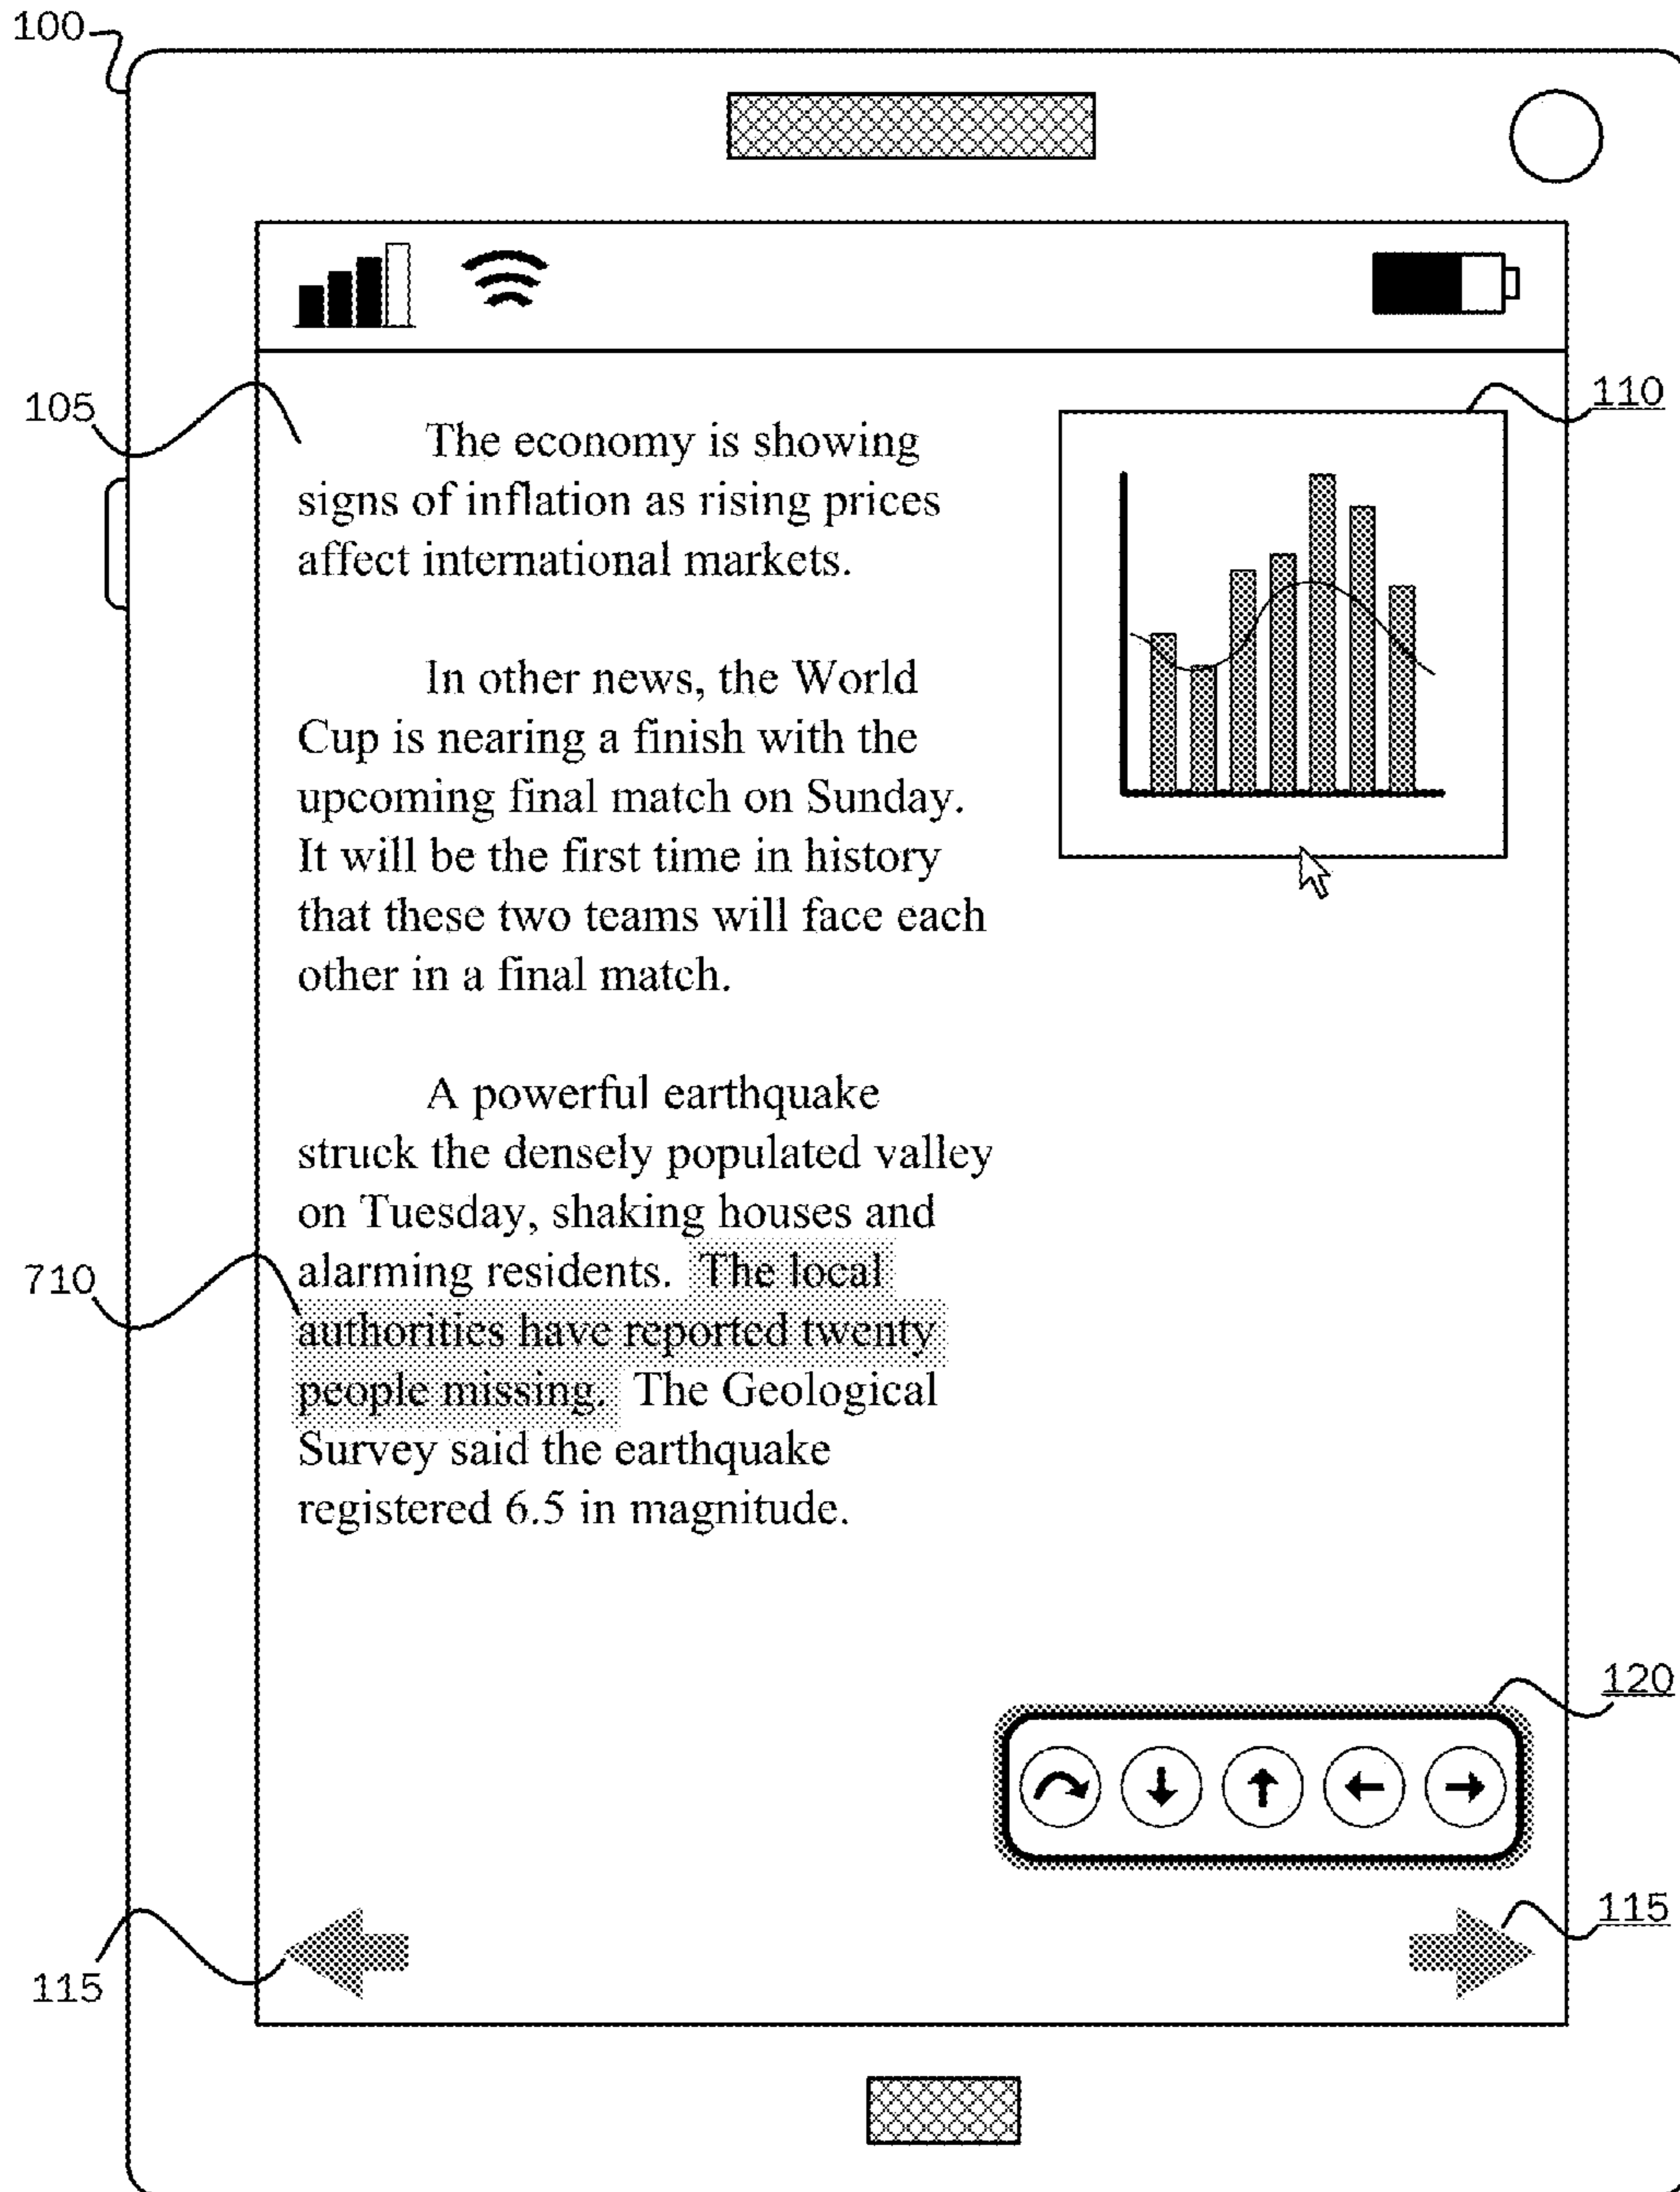 100
105
110
The economy is showing
signs of inflation as rising prices
affect international markets.
In other news, the World
Cup is nearing a finish with the
upcoming final match on Sunday.
It will be the first time in history
that these two teams will face each
other in a final match.
A powerful earthquake
struck the densely populated valley
on Tuesday, shaking houses and
710
alarming residents. The local
authorities have reported twenty
people missing. The Geological
Survey said the earthquake
registered 6.5 in magnitude.
120
115
115